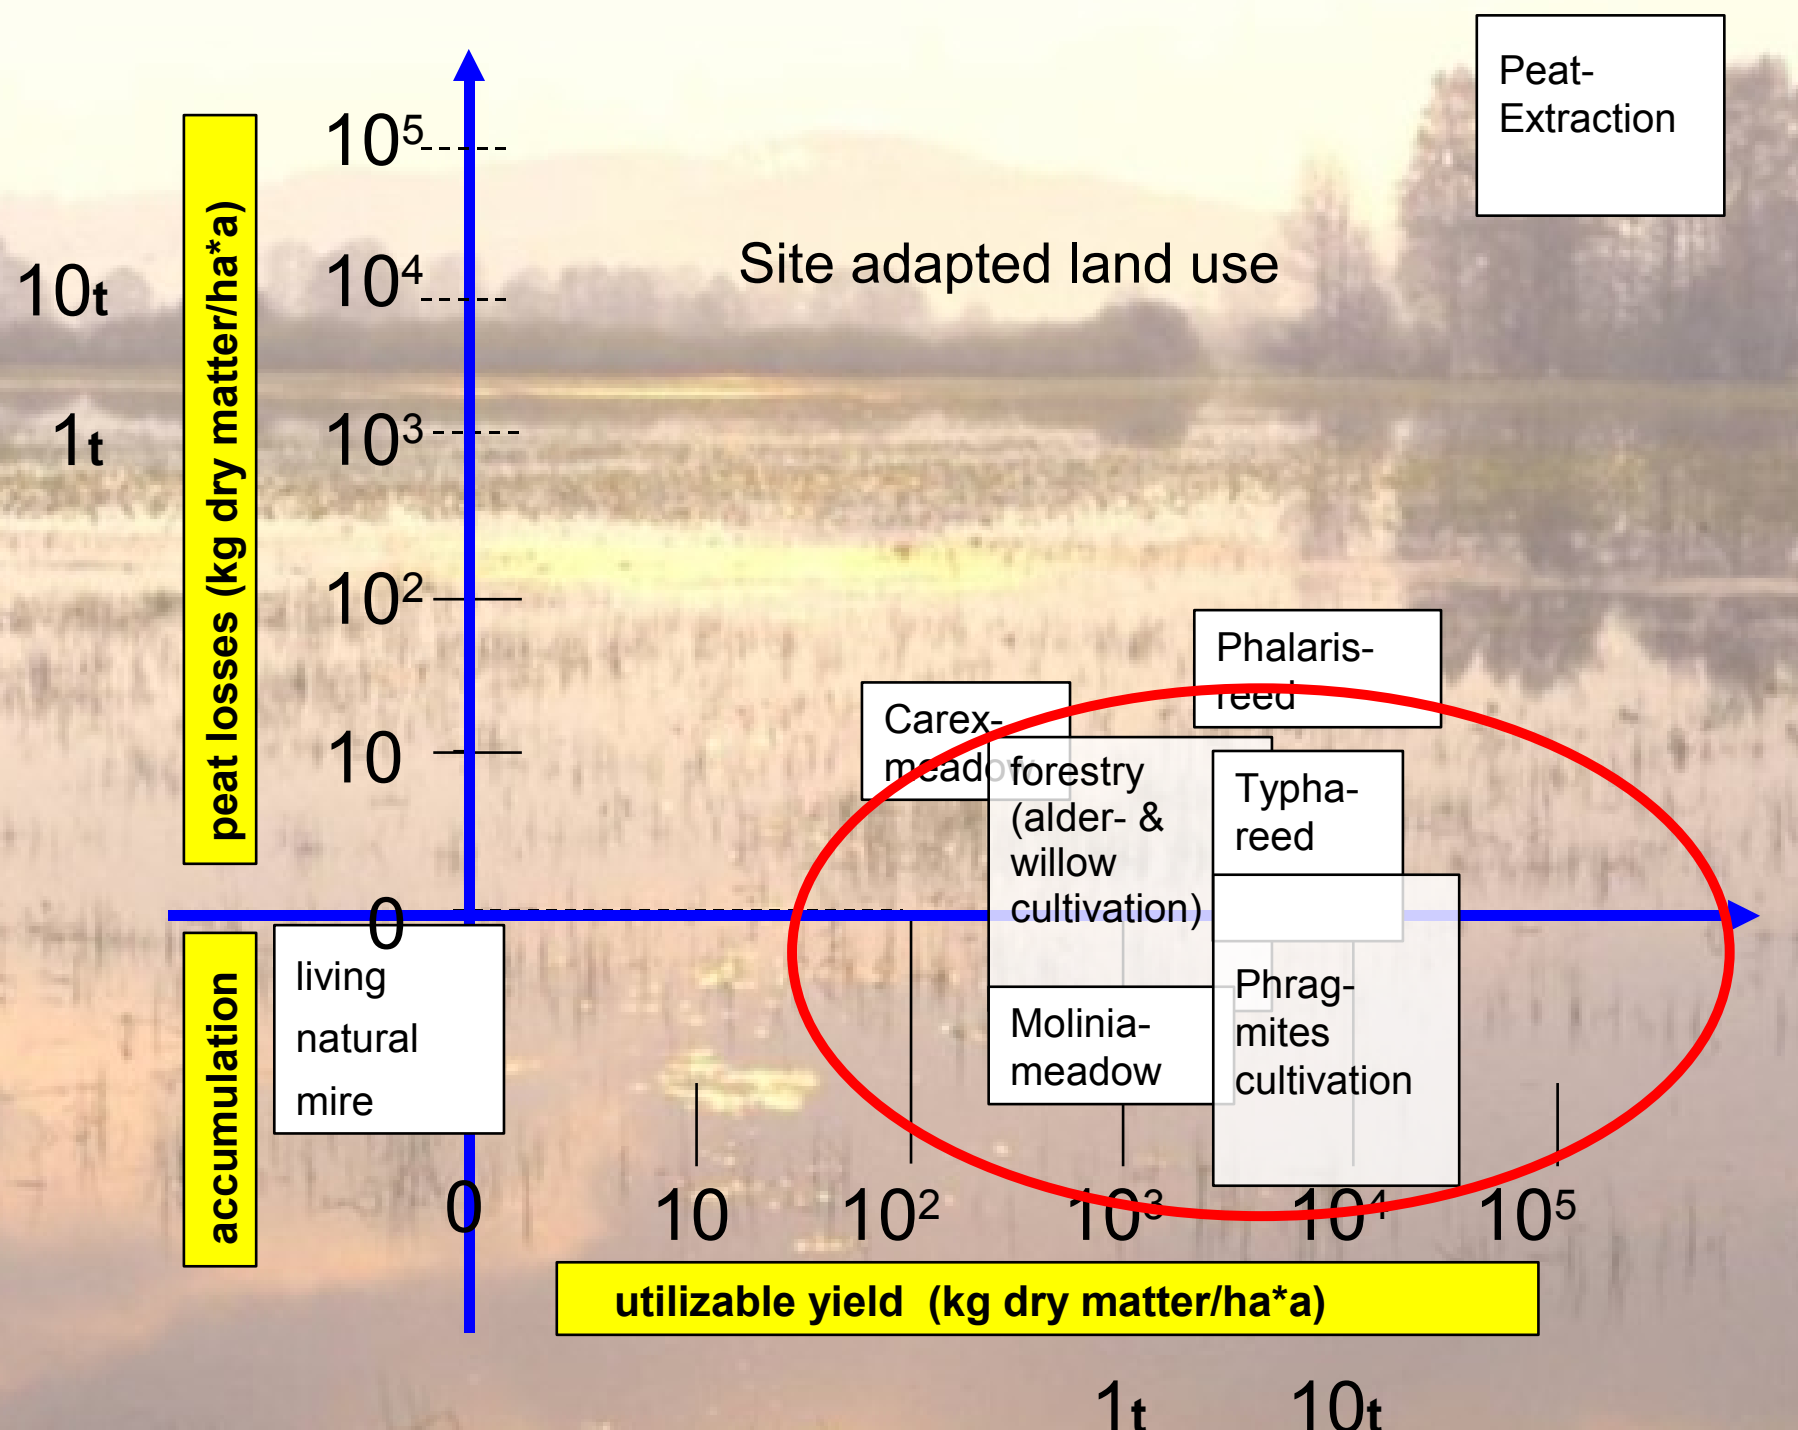 Peat-
Extraction
10⁵
Site adapted land use
10t
10⁴
1t
10³
peat losses (kg dry matter/ha*a)
10²
Phalaris-
reed
Carex-
meadow
10
forestry
(alder- &
willow
cultivation)
Typha-
reed
0
living
natural
mire
accumulation
Molinia-
meadow
Phrag-
mites
cultivation
0
10
10²
10³
10⁴
10⁵
utilizable yield (kg dry matter/ha*a)
1t
10t